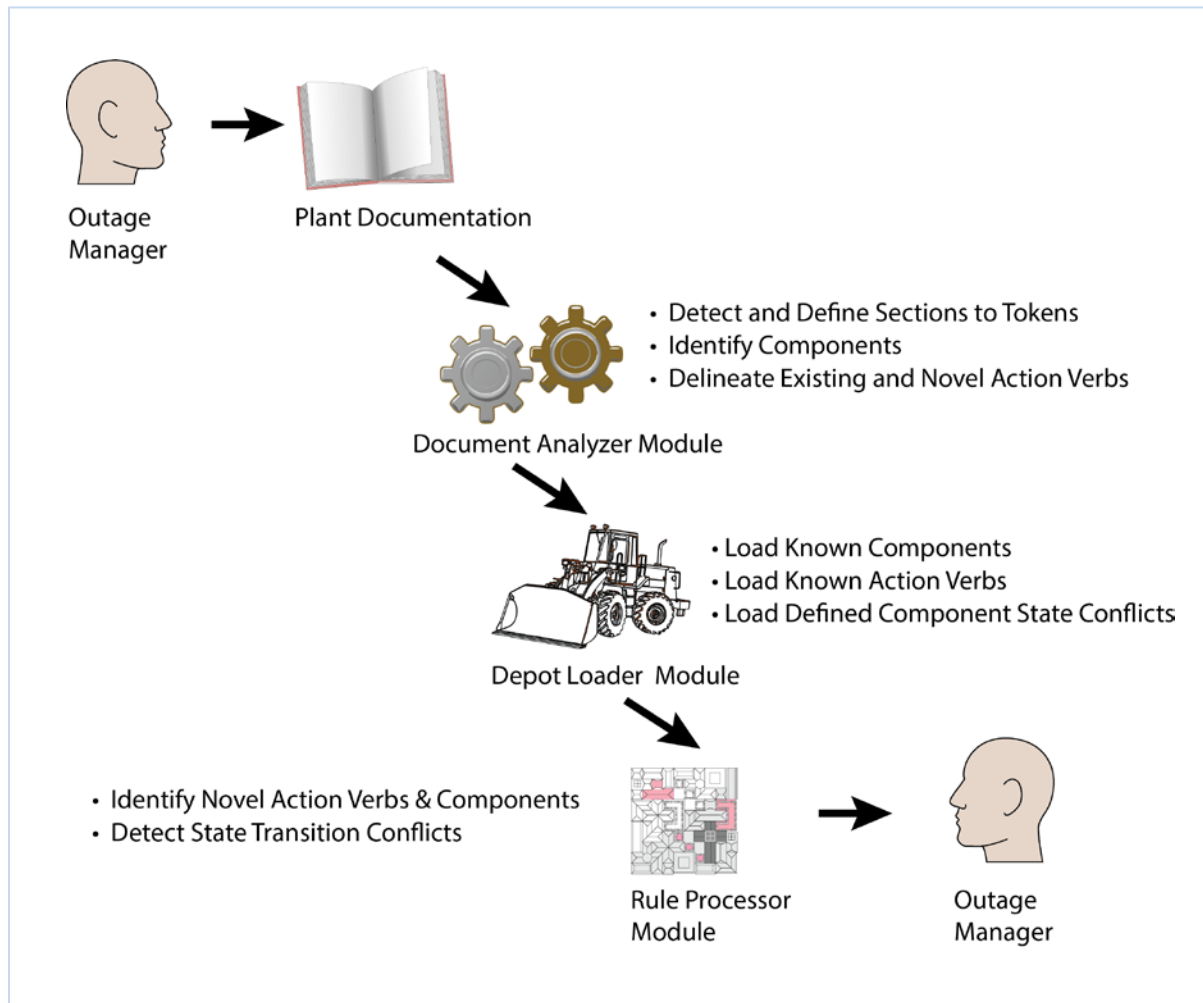 Outage
Manager
Plant Documentation
• Detect and Define Sections to Tokens
• Identify Components
• Delineate Existing and Novel Action Verbs
Document Analyzer Module
• Load Known Components
• Load Known Action Verbs
• Load Defined Component State Conflicts
Depot Loader Module
• Identify Novel Action Verbs & Components
• Detect State Transition Conflicts
Rule Processor
Module
Outage
Manager